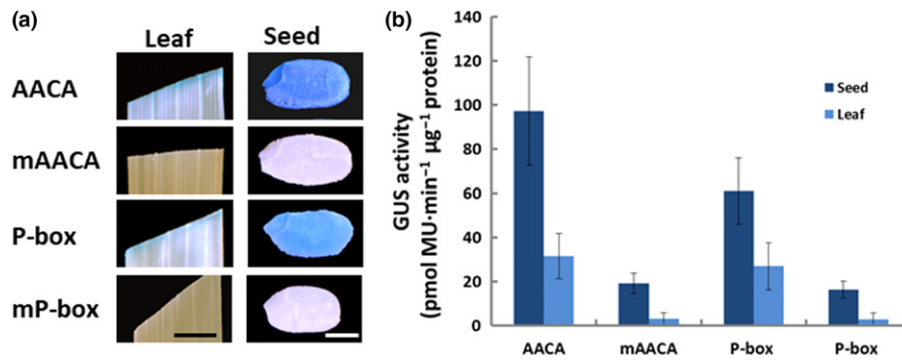 (a)
Leaf Seed
AACA
mAACA
P-box
mP-box
(b)
GUS activity
(pmol MU·min⁻¹ µg⁻¹ protein)
140
120
100
80
60
40
20
0
Seed
Leaf
AACA mAACA P-box P-box